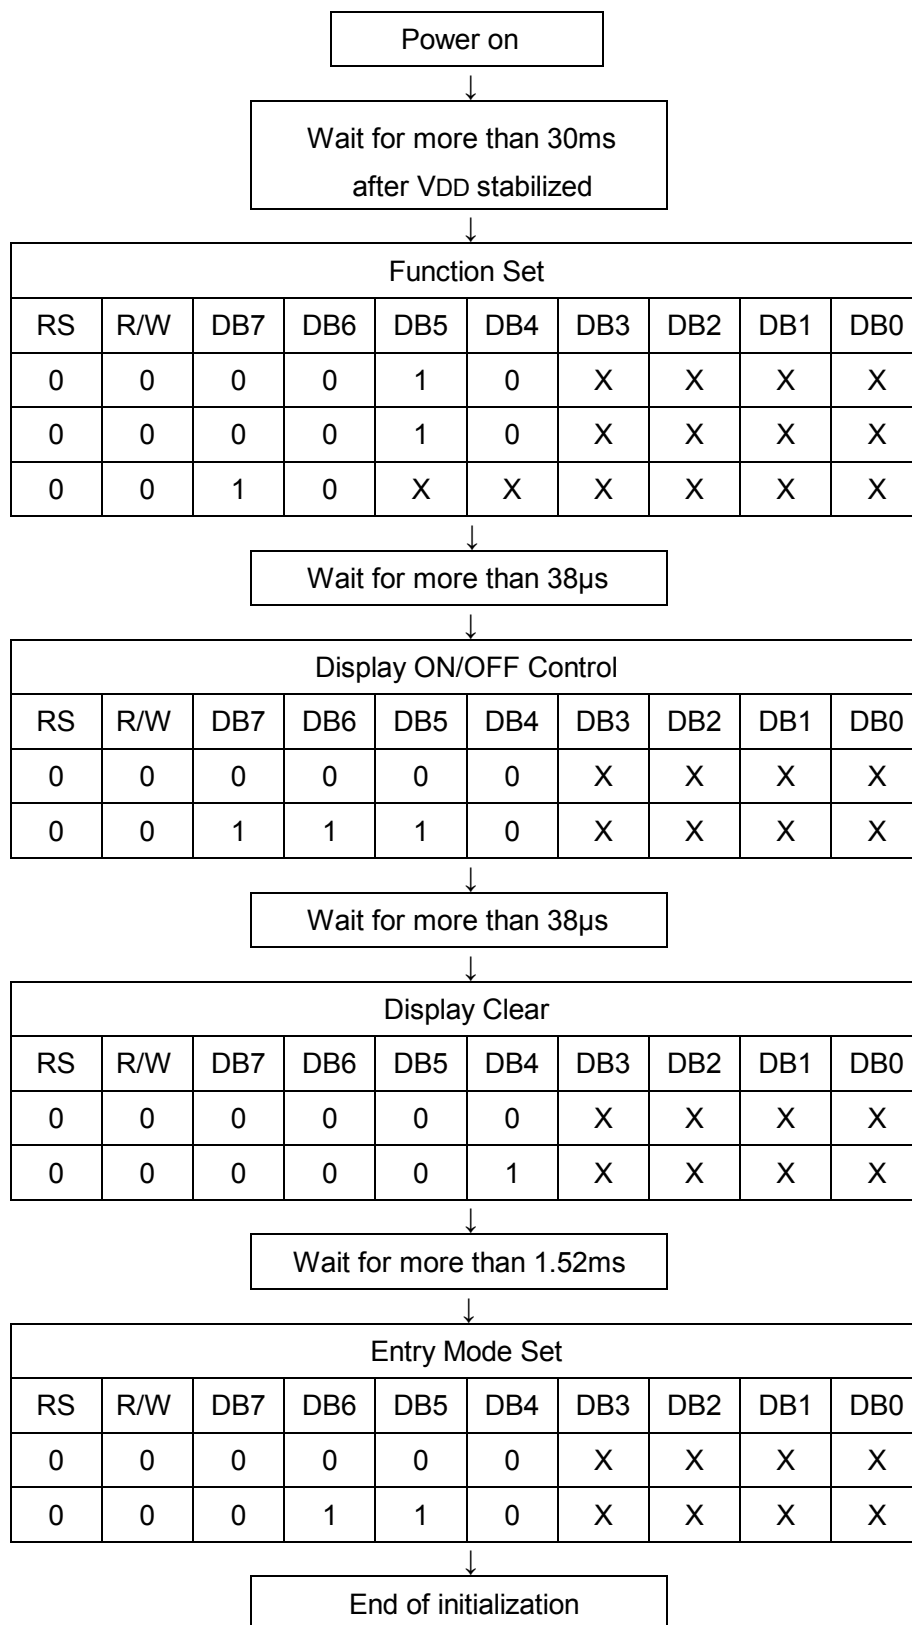 Power on
↓
Wait for more than 30ms
after VDD stabilized
↓
Function Set
RS R/W DB7 DB6 DB5 DB4 DB3 DB2 DB1 DB0
0 0 0 0 1 0 X X X X
0 0 0 0 1 0 X X X X
0 0 1 0 X X X X X X
↓
Wait for more than 38µs
↓
Display ON/OFF Control
RS R/W DB7 DB6 DB5 DB4 DB3 DB2 DB1 DB0
0 0 0 0 0 0 X X X X
0 0 1 1 1 0 X X X X
↓
Wait for more than 38µs
↓
Display Clear
RS R/W DB7 DB6 DB5 DB4 DB3 DB2 DB1 DB0
0 0 0 0 0 0 X X X X
0 0 0 0 0 1 X X X X
↓
Wait for more than 1.52ms
↓
Entry Mode Set
RS R/W DB7 DB6 DB5 DB4 DB3 DB2 DB1 DB0
0 0 0 0 0 0 X X X X
0 0 0 1 1 0 X X X X
↓
End of initialization